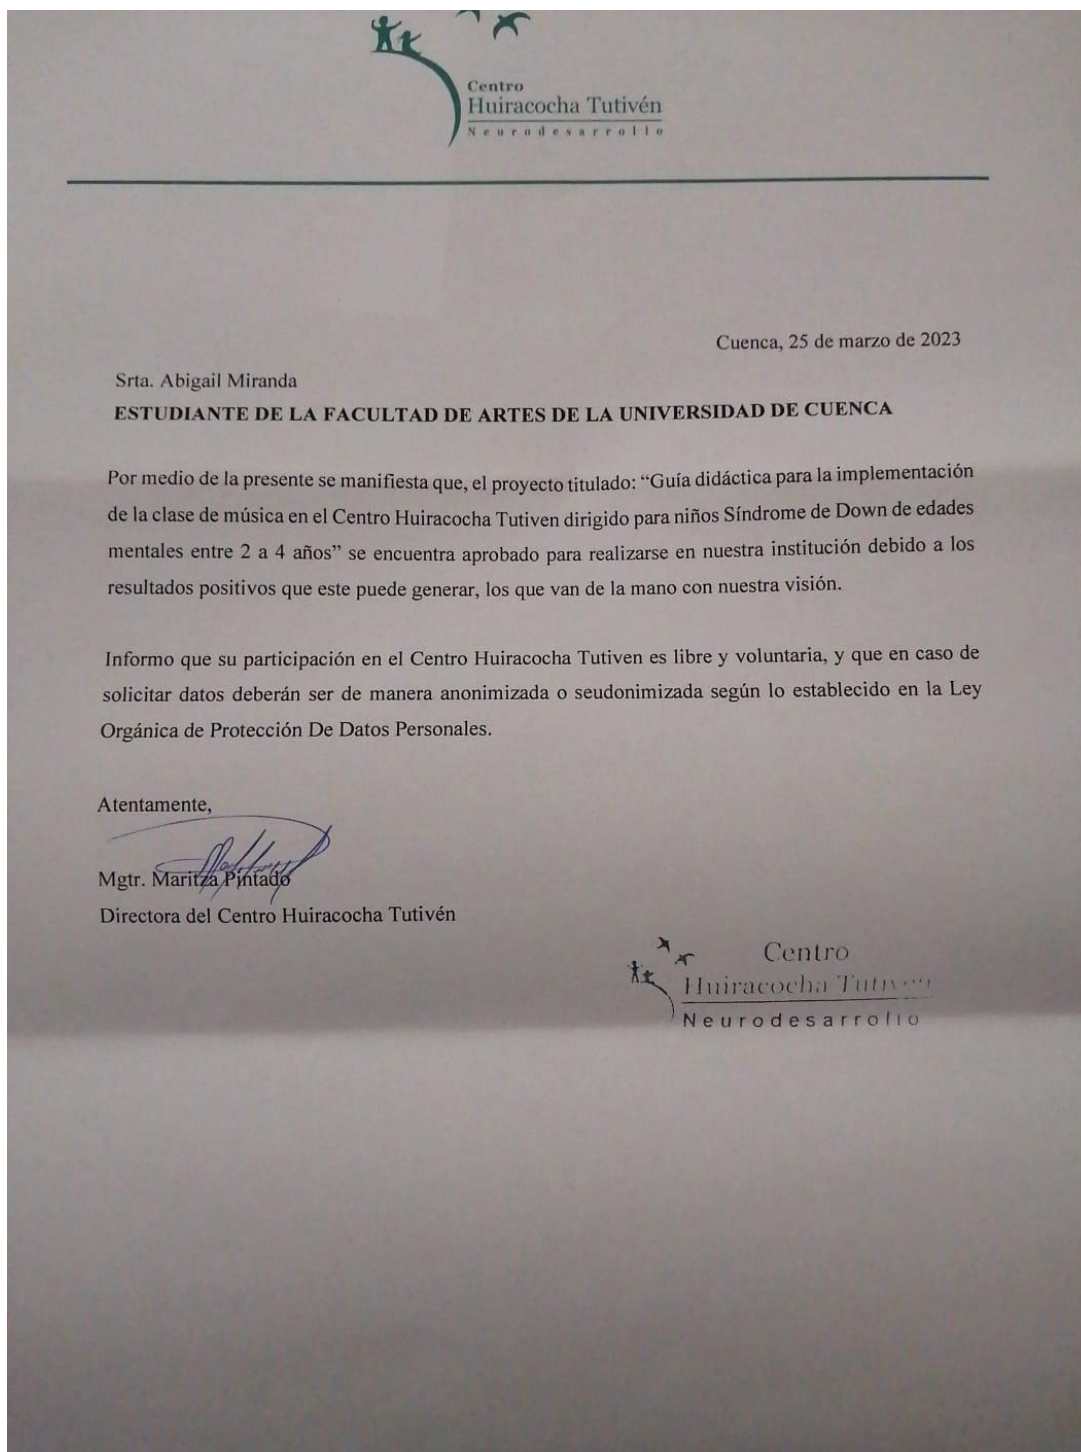 Centro
Huiracocha Tutivén
Neurodesarrollo
Cuenca, 25 de marzo de 2023
Srta. Abigail Miranda
ESTUDIANTE DE LA FACULTAD DE ARTES DE LA UNIVERSIDAD DE CUENCA
Por medio de la presente se manifiesta que, el proyecto titulado: “Guía didáctica para la implementación
de la clase de música en el Centro Huiracocha Tutiven dirigido para niños Síndrome de Down de edades
mentales entre 2 a 4 años” se encuentra aprobado para realizarse en nuestra institución debido a los
resultados positivos que este puede generar, los que van de la mano con nuestra visión.
Informo que su participación en el Centro Huiracocha Tutiven es libre y voluntaria, y que en caso de
solicitar datos deberán ser de manera anonimizada o seudonimizada según lo establecido en la Ley
Orgánica de Protección De Datos Personales.
Atentamente,
Mgtr. Maritza Pintado
Directora del Centro Huiracocha Tutivén
Centro
Huiracocha
Neurodesarrollo